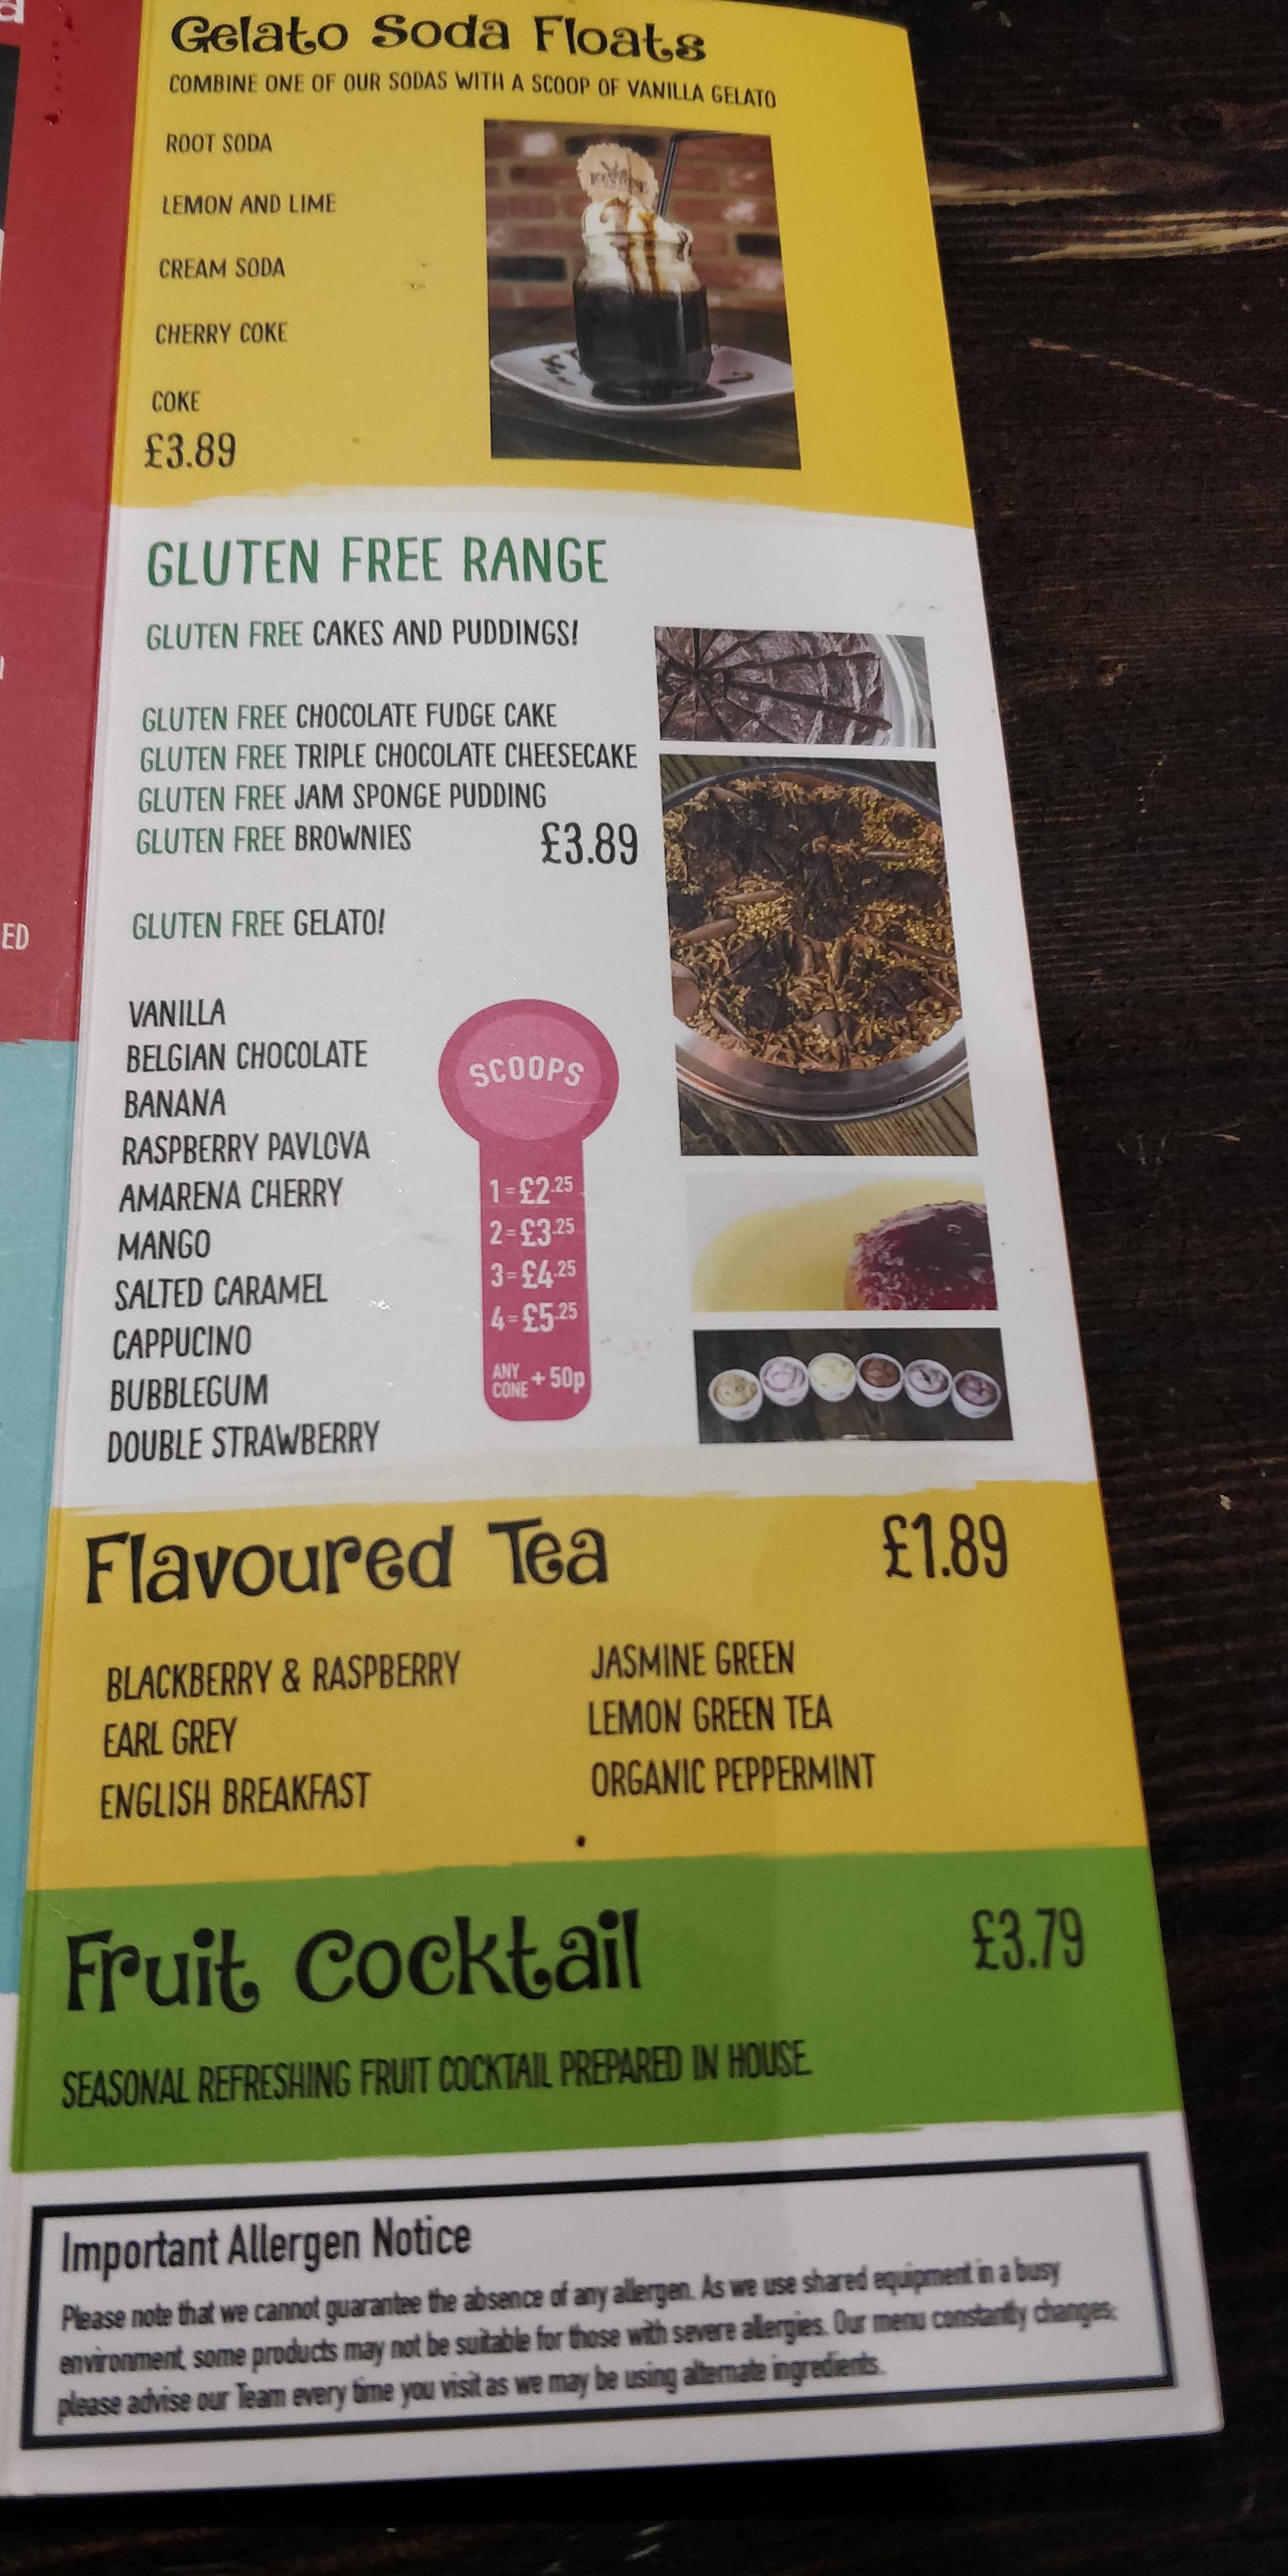 Gelato Soda Floats
COMBINE ONE OF OUR SODAS WITH A SCOOP OF VANILLA GELATO
ROOT SODA
LEMON AND LIME
CREAM SODA
CHERRY COKE
COKE
£3.89
GLUTEN FREE RANGE
GLUTEN FREE CAKES AND PUDDINGS!
GLUTEN FREE CHOCOLATE FUDGE CAKE
GLUTEN FREE TRIPLE CHOCOLATE CHEESECAKE
GLUTEN FREE JAM SPONGE PUDDING
GLUTEN FREE BROWNIES £3.89
GLUTEN FREE GELATO!
VANILLA
BELGIAN CHOCOLATE
BANANA
RASPBERRY PAVLOVA
AMARENA CHERRY
MANGO
SALTED CARAMEL
CAPPUCINO
BUBBLEGUM
DOUBLE STRAWBERRY
SCOOPS
1=£2.25
2=£3.25
3=£4.25
4=£5.25
ANY CONE + 50p
Flavoured Tea £1.89
BLACKBERRY & RASPBERRY
EARL GREY
ENGLISH BREAKFAST
JASMINE GREEN
LEMON GREEN TEA
ORGANIC PEPPERMINT
Fruit Cocktail £3.79
SEASONAL REFRESHING FRUIT COCKTAIL PREPARED IN HOUSE
Important Allergen Notice
Please note that we cannot guarantee the absence of any allergen. As we use shared equipment in a busy
environment, some products may not be suitable for those with severe allergies. Our menu constantly changes;
please advise our Team every time you visit as we may be using alternate ingredients.
ED